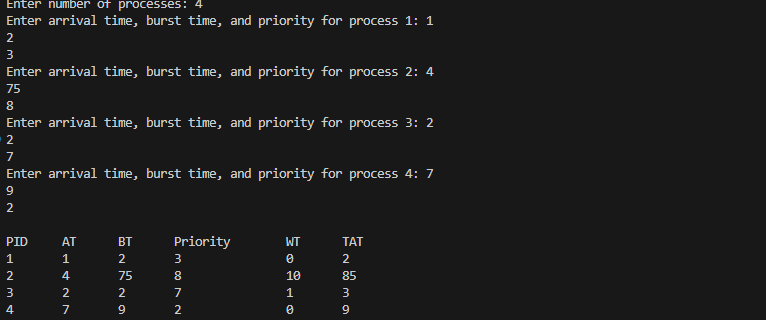 Enter number of processes: 4
Enter arrival time, burst time, and priority for process 1: 1
2
3
Enter arrival time, burst time, and priority for process 2: 4
75
8
Enter arrival time, burst time, and priority for process 3: 2
2
7
Enter arrival time, burst time, and priority for process 4: 7
9
2
PID AT BT Priority WT TAT
1 1 2 3 0 2
2 4 75 8 10 85
3 2 2 7 1 3
4 7 9 2 0 9